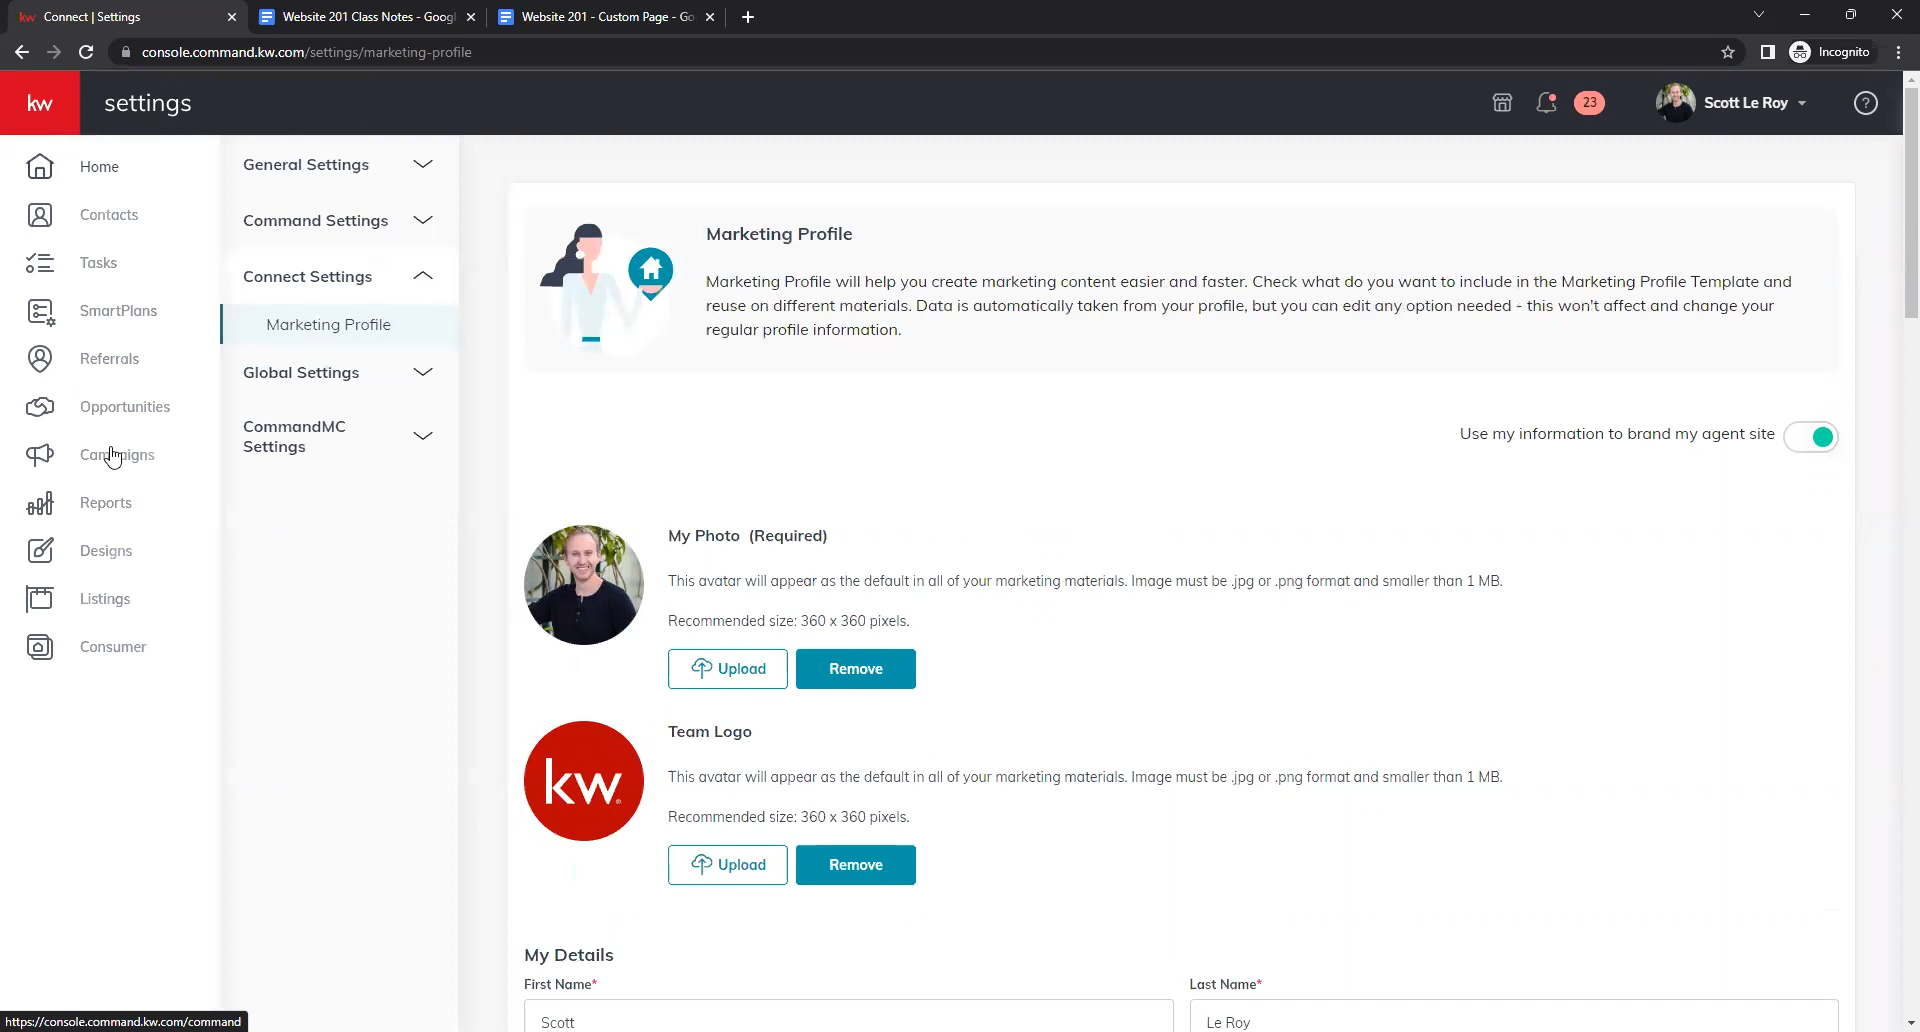 kw Connect | Settings
Website 201 Class Notes - Googl
Website 201 - Custom Page - Go
console.command.kw.com/settings/marketing-profile
Incognito
kw
settings
23
Scott Le Roy
Home
Contacts
Tasks
SmartPlans
Referrals
Opportunities
Campaigns
Reports
Designs
Listings
Consumer
General Settings
Command Settings
Connect Settings
Marketing Profile
Global Settings
CommandMC
Settings
Marketing Profile
Marketing Profile will help you create marketing content easier and faster. Check what do you want to include in the Marketing Profile Template and
reuse on different materials. Data is automatically taken from your profile, but you can edit any option needed - this won't affect and change your
regular profile information.
Use my information to brand my agent site
My Photo (Required)
This avatar will appear as the default in all of your marketing materials. Image must be .jpg or .png format and smaller than 1 MB.
Recommended size: 360 x 360 pixels.
Upload
Remove
kw.
Team Logo
This avatar will appear as the default in all of your marketing materials. Image must be .jpg or .png format and smaller than 1 MB.
Recommended size: 360 x 360 pixels.
Upload
Remove
My Details
First Name*
Last Name*
Scott
Le Roy
https://console.command.kw.com/command